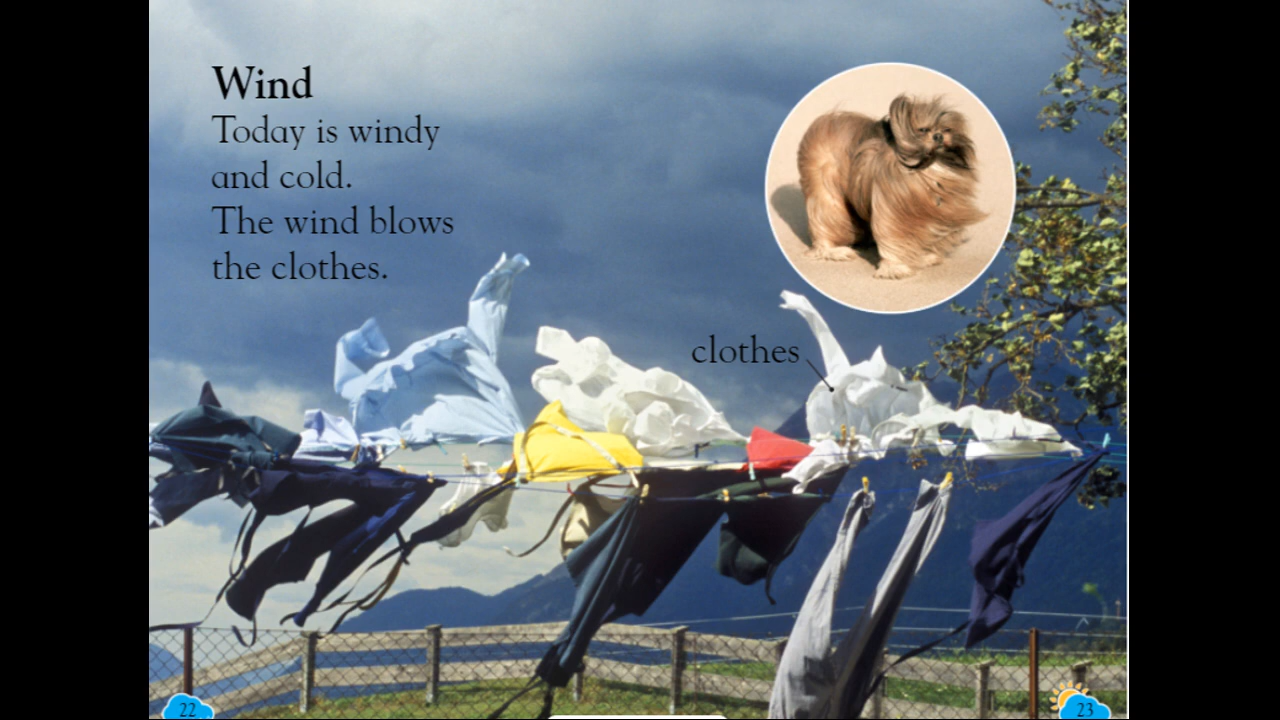 Wind
Today is windy
and cold.
The wind blows
the clothes.
clothes
22
23